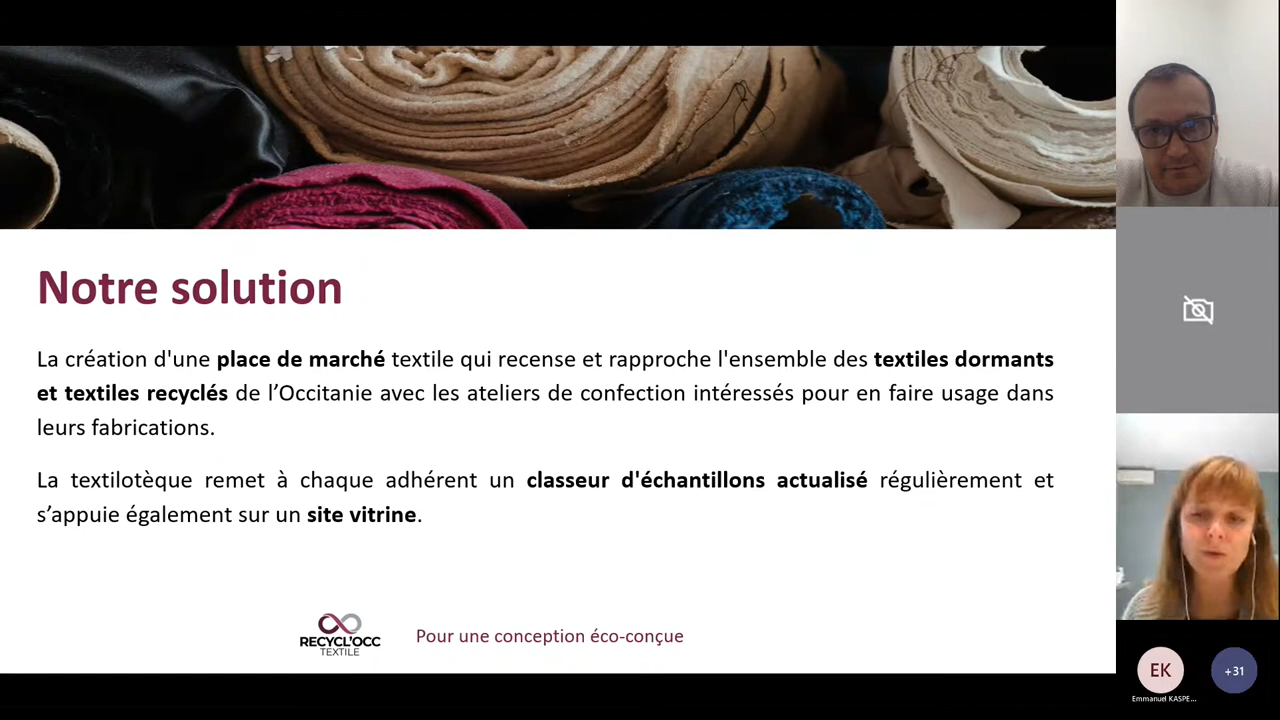 Notre solution
La création d'une place de marché textile qui recense et rapproche l'ensemble des textiles dormants
et textiles recyclés de l’Occitanie avec les ateliers de confection intéressés pour en faire usage dans
leurs fabrications.
La textilotèque remet à chaque adhérent un classeur d'échantillons actualisé régulièrement et
s’appuie également sur un site vitrine.
RECYCL'OCC
TEXTILE
Pour une conception éco-conçue
EK
+31
Emmanuel KASPE...